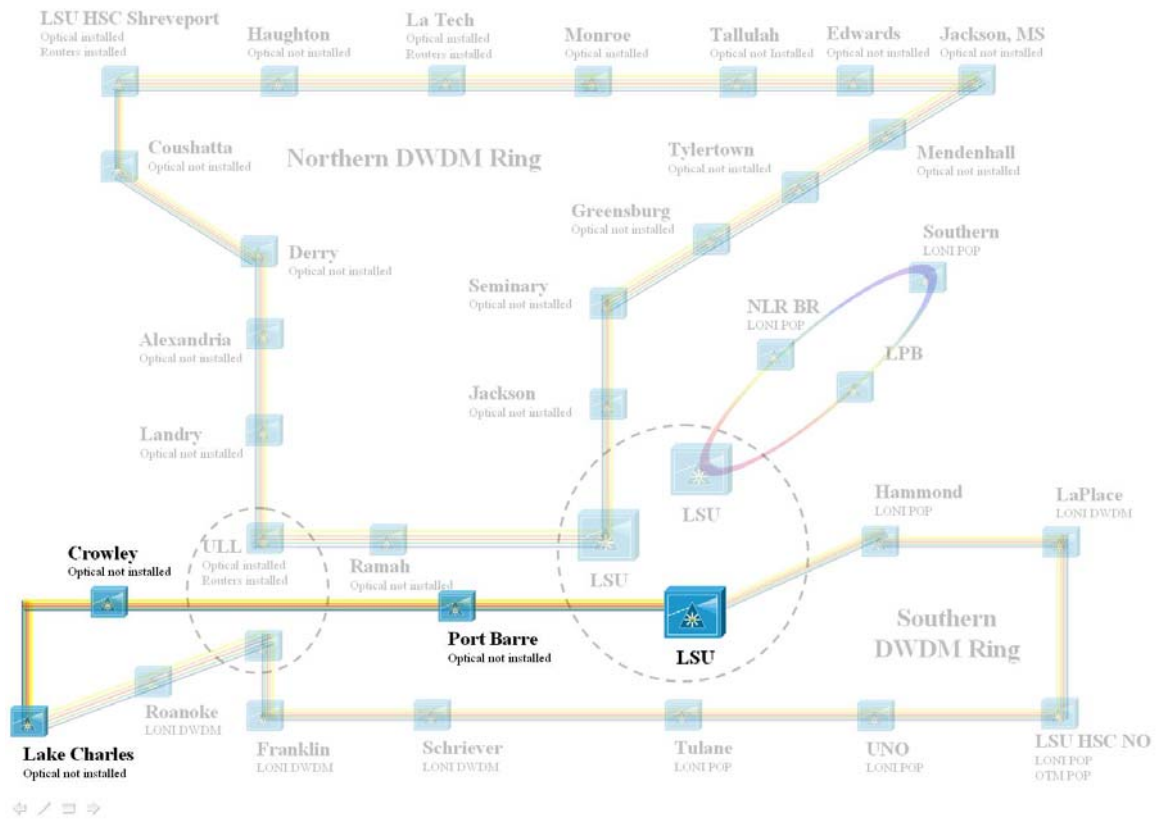 LSU HSC Shreveport
Optical installed
Routers installed
Haughton
Optical not installed
La Tech
Optical installed
Routers installed
Monroe
Optical not installed
Tallulah
Optical not Installed
Edwards
Optical not installed
Jackson, MS
Optical not installed
Coushatta
Optical not installed
Northern DWDM Ring
Tylertown
Optical not installed
Mendenhall
Optical not installed
Greensburg
Optical not installed
Southern
LONI POP
Derry
Optical not installed
Seminary
Optical not installed
NLR BR
LONI POP
LPB
Alexandria
Optical not installed
Jackson
Optical not installed
Landry
Optical not installed
LSU
Hammond
LONI POP
LaPlace
LONI DWDM
Crowley
Optical not installed
ULL
Optical installed
Routers installed
Ramah
Optical not installed
LSU
Port Barre
Optical not installed
LSU
Southern
DWDM Ring
Roanoke
LONI DWDM
Lake Charles
Optical not installed
Franklin
LONI DWDM
Schriever
LONI DWDM
Tulane
LONI POP
UNO
LONI POP
LSU HSC NO
LONI POP
OTM POP